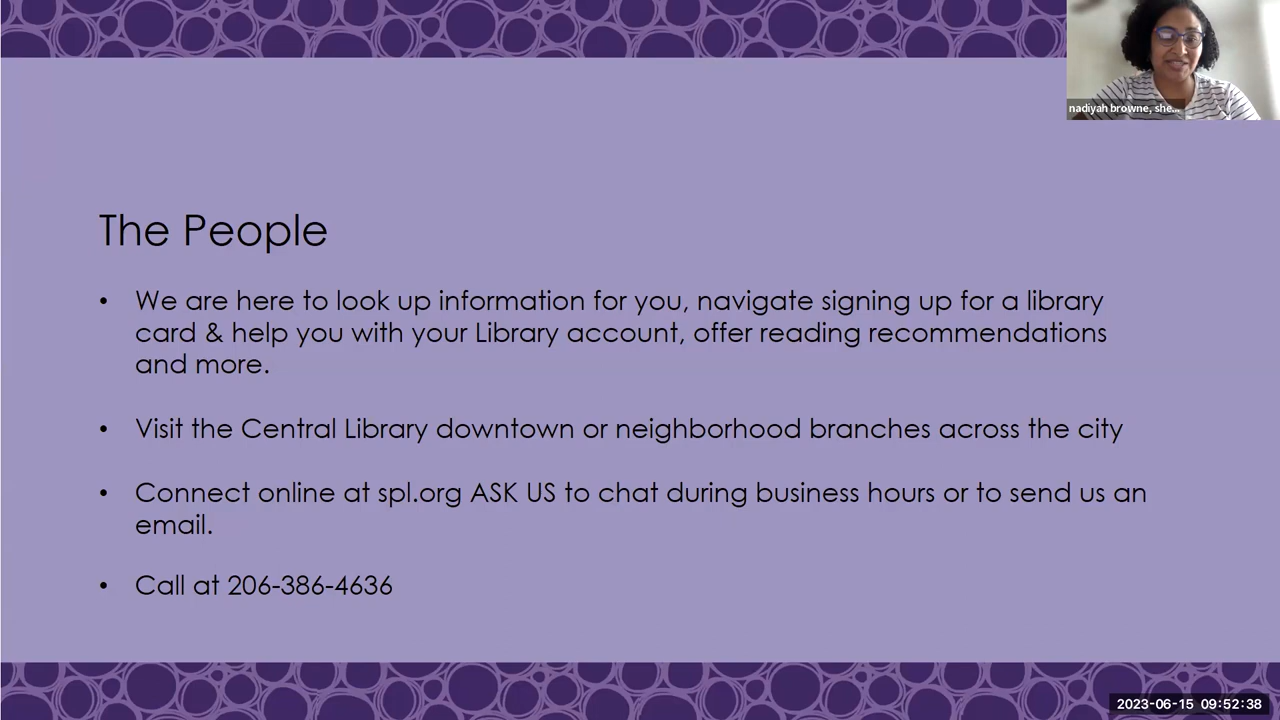 nadiyah browne, she...
The People
• We are here to look up information for you, navigate signing up for a library
card & help you with your Library account, offer reading recommendations
and more.
• Visit the Central Library downtown or neighborhood branches across the city
• Connect online at spl.org ASK US to chat during business hours or to send us an
email.
• Call at 206-386-4636
2023-06-15 09:52:38